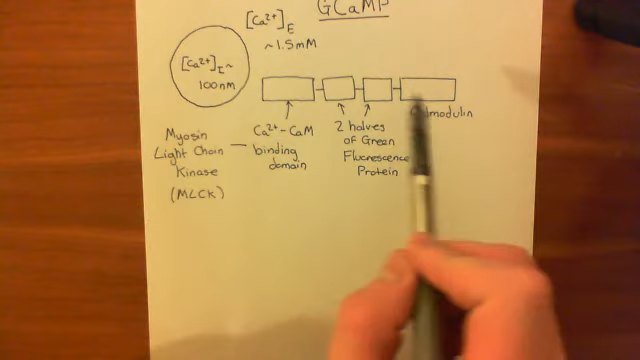 GCaMP
[Ca²⁺]E
~1.5mM
[Ca²⁺]I~
100nM
Myosin
Light Chain
Kinase
(MLCK)
Ca²⁺-CaM
binding
domain
2 halves
of Green
Fluorescence
Protein